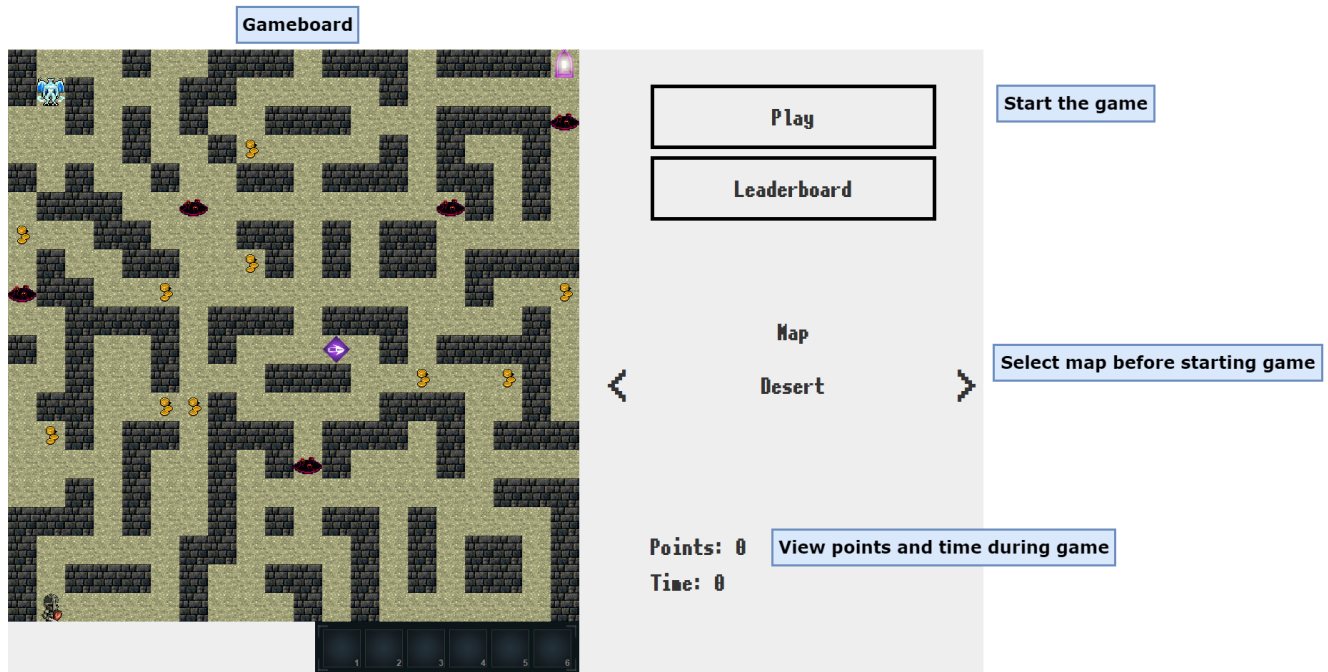 Gameboard
Play
Start the game
Leaderboard
Map
Select map before starting game
< Desert >
Points: 0
View points and time during game
Time: 0
1 2 3 4 5 6